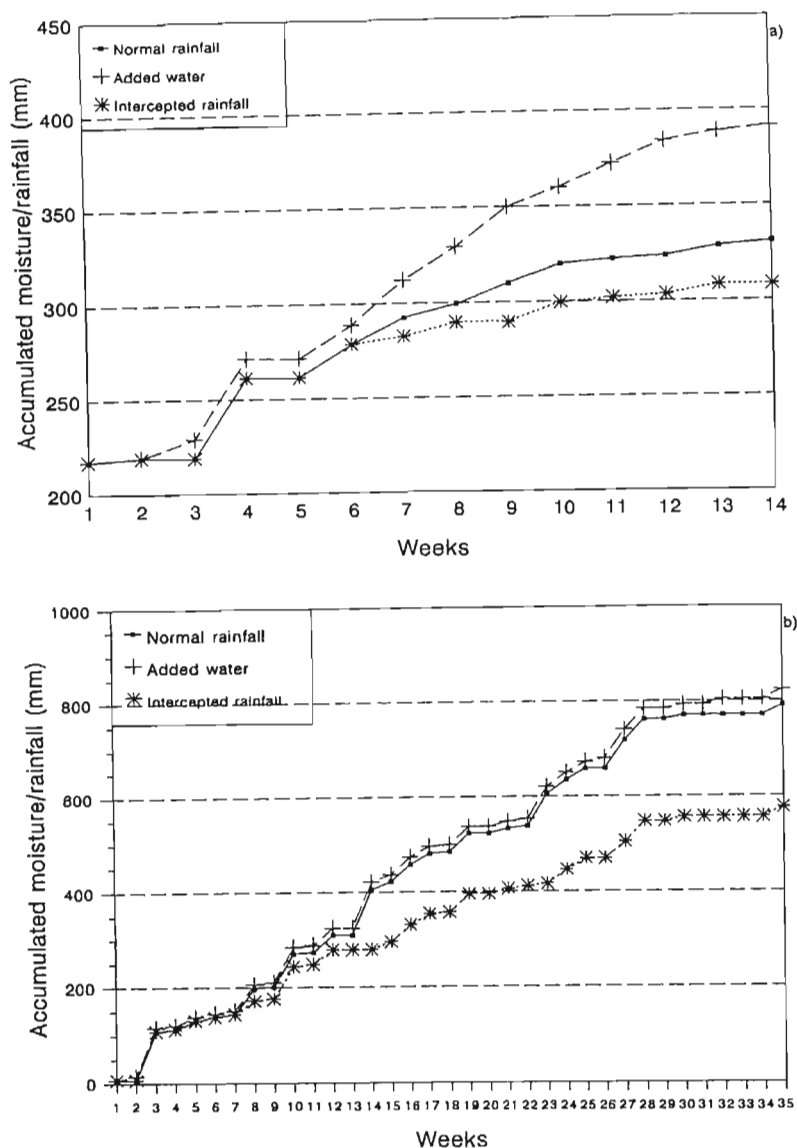 a)
450
400
350
300
250
200
Accumulated moisture/rainfall (mm)
Normal rainfall
Added water
Intercepted rainfall
1 2 3 4 5 6 7 8 9 10 11 12 13 14
Weeks
b)
1000
800
800
400
200
0
Accumulated moisture/rainfall (mm)
Normal rainfall
Added water
Intercepted rainfall
1 2 3 4 5 6 7 8 9 10 11 12 13 14 15 16 17 18 19 20 21 22 23 24 25 26 27 28 29 30 31 32 33 34 35
Weeks